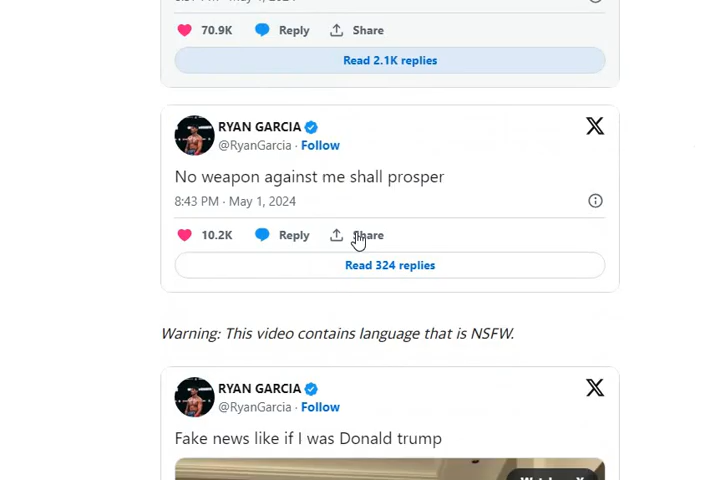 70.9K Reply Share
Read 2.1K replies
RYAN GARCIA
@RyanGarcia · Follow
No weapon against me shall prosper
8:43 PM · May 1, 2024
10.2K Reply Share
Read 324 replies
Warning: This video contains language that is NSFW.
RYAN GARCIA
@RyanGarcia · Follow
Fake news like if I was Donald trump